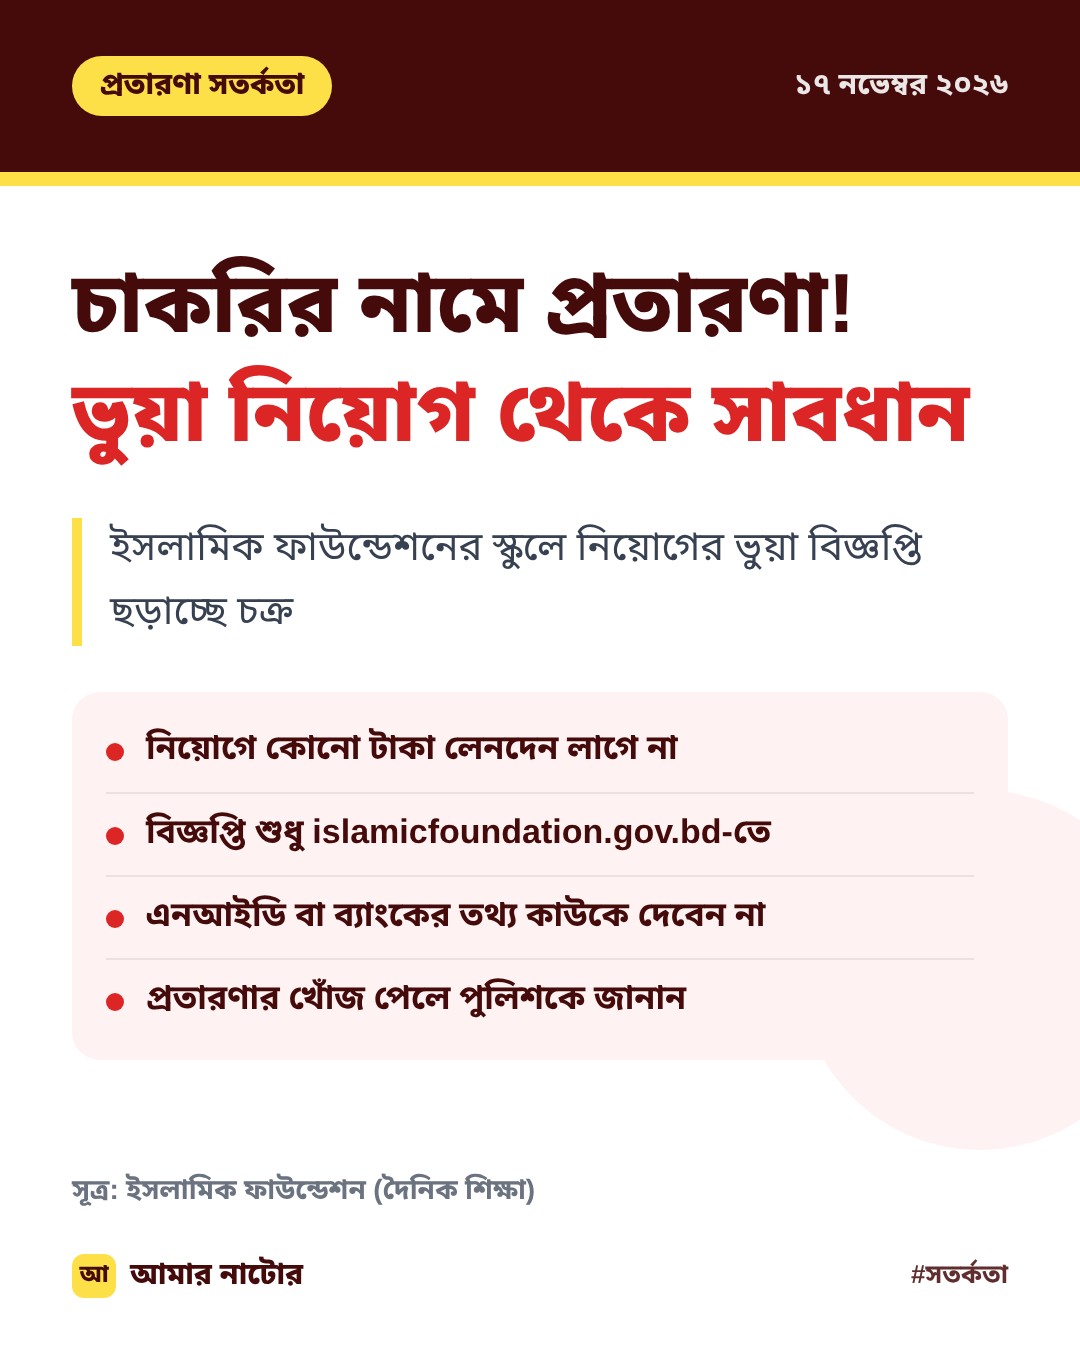 প্রতারণা সতর্কতা
১৭ নভেম্বর ২০২৬
চাকরির নামে প্রতারণা!
ভুয়া নিয়োগ থেকে সাবধান
ইসলামিক ফাউন্ডেশনের স্কুলে নিয়োগের ভুয়া বিজ্ঞপ্তি
ছড়াচ্ছে চক্র
নিয়োগে কোনো টাকা লেনদেন লাগে না
বিজ্ঞপ্তি শুধু islamicfoundation.gov.bd-তে
এনআইডি বা ব্যাংকের তথ্য কাউকে দেবেন না
প্রতারণার খোঁজ পেলে পুলিশকে জানান
সূত্র: ইসলামিক ফাউন্ডেশন (দৈনিক শিক্ষা)
আ আমার নাটোর
#সতর্কতা